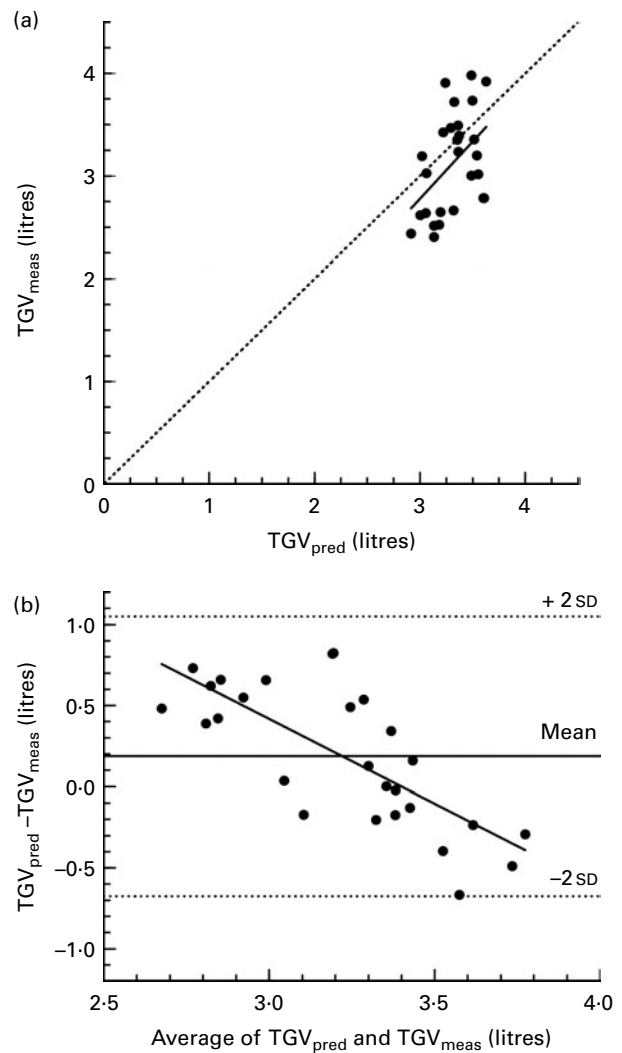 (a)
4
3
2
1
0
0 1 2 3 4
TGVmeas (litres)
TGVpred (litres)
(b)
+ 2 SD
1·0
0·5
Mean
0·0
−0·5
−2 SD
−1·0
2·5 3·0 3·5 4·0
TGVpred −TGVmeas (litres)
Average of TGVpred and TGVmeas (litres)